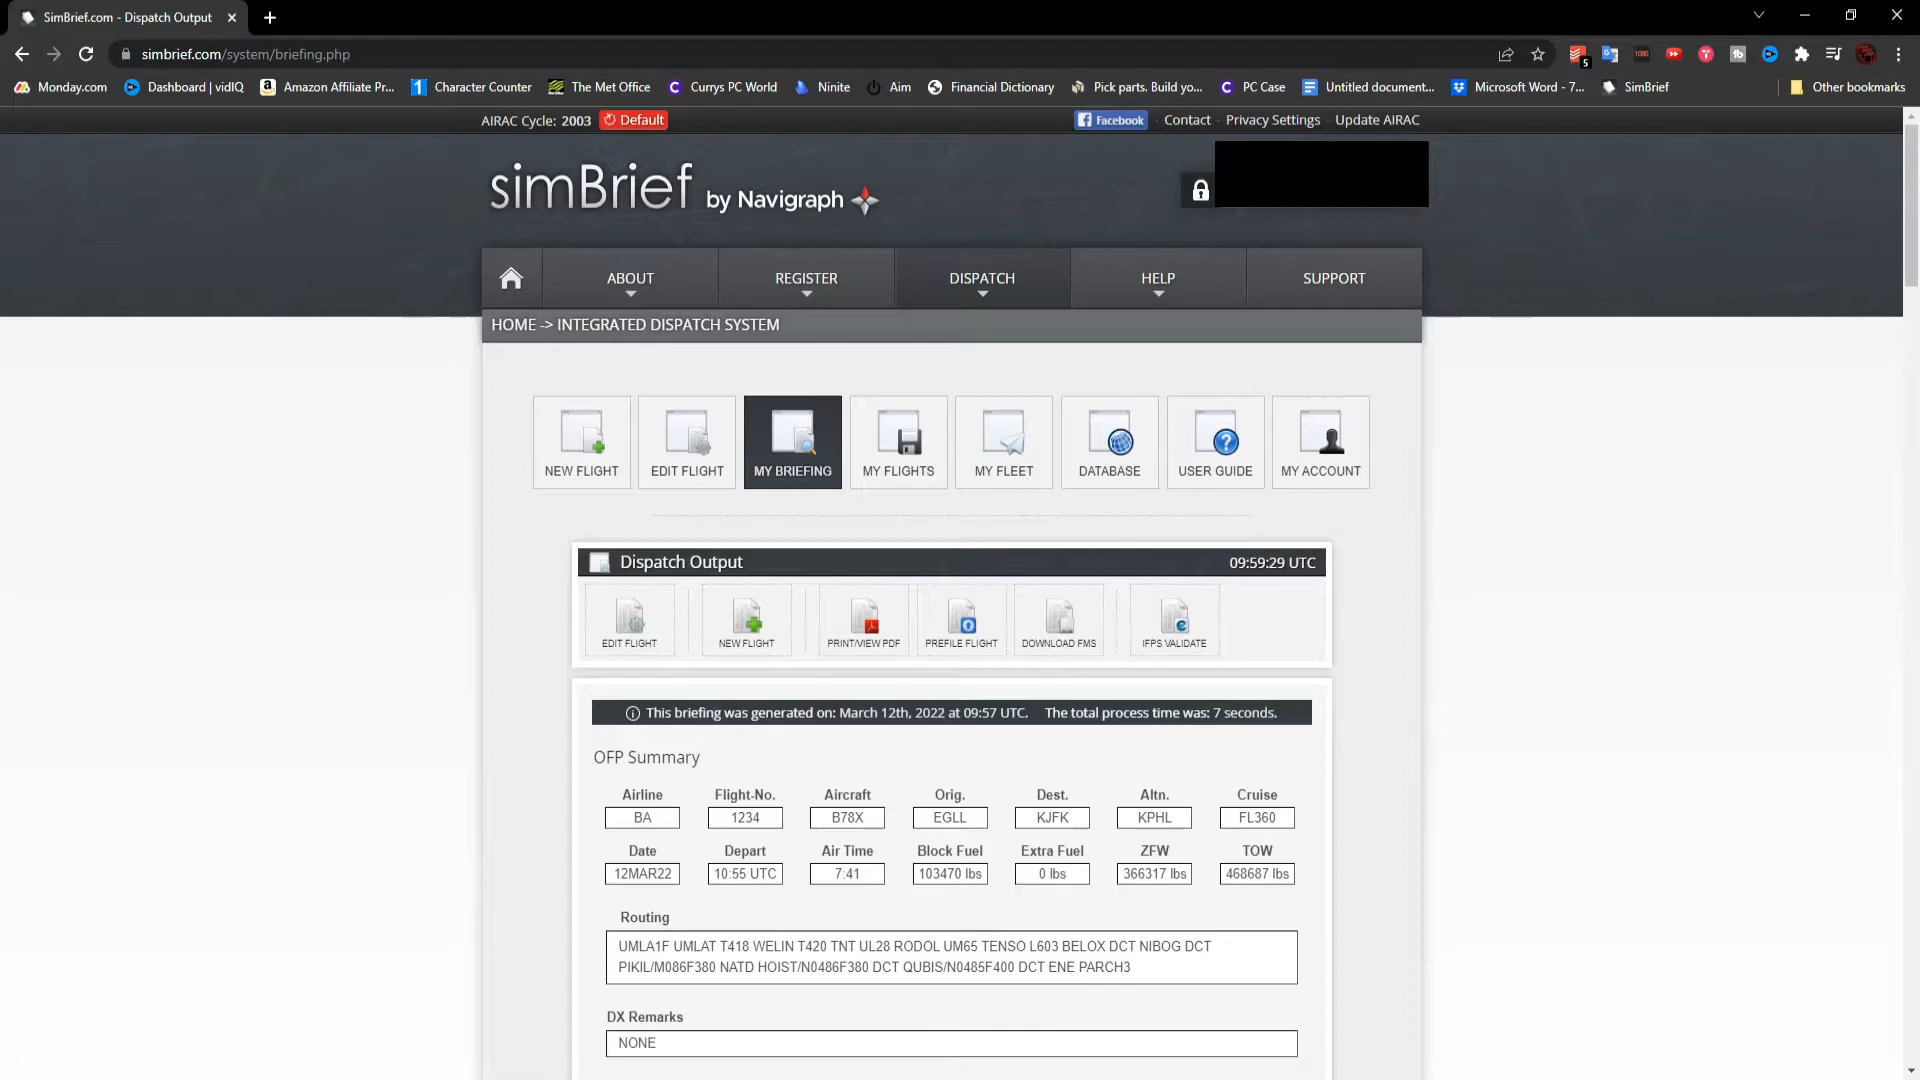 SimBrief.com - Dispatch Output
simbrief.com/system/briefing.php
5
1080
Monday.com Dashboard | vidIQ Amazon Affiliate Pr... Character Counter The Met Office Currys PC World Ninite Aim Financial Dictionary Pick parts. Build yo... PC Case Untitled document... Microsoft Word - 7... SimBrief Other bookmarks
AIRAC Cycle: 2003 Default Facebook Contact Privacy Settings Update AIRAC
simBrief by Navigraph
ABOUT REGISTER DISPATCH HELP SUPPORT
HOME -> INTEGRATED DISPATCH SYSTEM
NEW FLIGHT EDIT FLIGHT MY BRIEFING MY FLIGHTS MY FLEET DATABASE USER GUIDE MY ACCOUNT
Dispatch Output 09:59:29 UTC
EDIT FLIGHT NEW FLIGHT PRINT/VIEW PDF PREFILE FLIGHT DOWNLOAD FMS IFPS VALIDATE
This briefing was generated on: March 12th, 2022 at 09:57 UTC. The total process time was: 7 seconds.
OFP Summary
Airline Flight-No. Aircraft Orig. Dest. Altn. Cruise
BA 1234 B78X EGLL KJFK KPHL FL360
Date Depart Air Time Block Fuel Extra Fuel ZFW TOW
12MAR22 10:55 UTC 7:41 103470 lbs 0 lbs 366317 lbs 468687 lbs
Routing
UMLA1F UMLAT T418 WELIN T420 TNT UL28 RODOL UM65 TENSO L603 BELOX DCT NIBOG DCT
PIKIL/M086F380 NATD HOIST/N0486F380 DCT QUBIS/N0485F400 DCT ENE PARCH3
DX Remarks
NONE